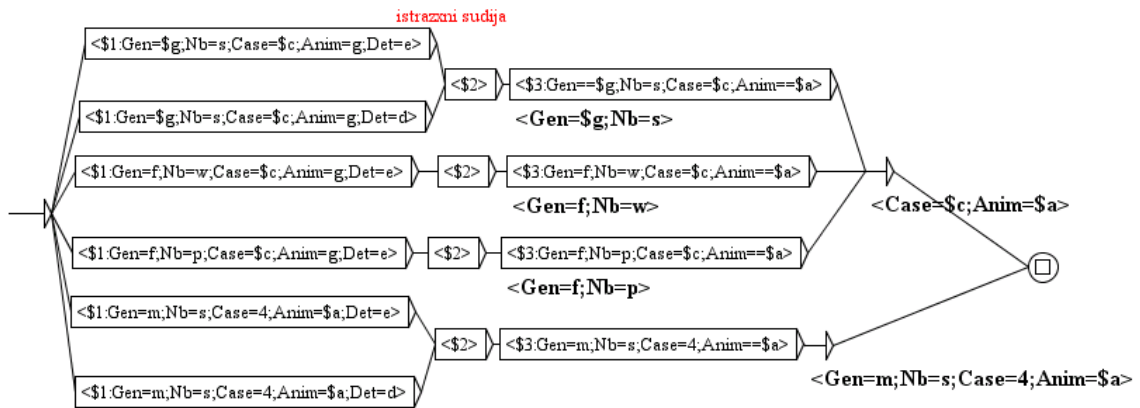 istrazxni sudija
<$1:Gen=$g;Nb=s;Case=$c;Anim=g;Det=e>
<$2>
<$3:Gen==$g;Nb=s;Case=$c;Anim==$a>
<$1:Gen=$g;Nb=s;Case=$c;Anim=g;Det=d>
<Gen=$g;Nb=s>
<$1:Gen=f;Nb=w;Case=$c;Anim=g;Det=e>
<$2>
<$3:Gen=f;Nb=w;Case=$c;Anim==$a>
<Gen=f;Nb=w>
<Case=$c;Anim=$a>
<$1:Gen=f;Nb=p;Case=$c;Anim=g;Det=e>
<$2>
<$3:Gen=f;Nb=p;Case=$c;Anim==$a>
<Gen=f;Nb=p>
<$1:Gen=m;Nb=s;Case=4;Anim=$a;Det=e>
<$2>
<$3:Gen=m;Nb=s;Case=4;Anim==$a>
<$1:Gen=m;Nb=s;Case=4;Anim=$a;Det=d>
<Gen=m;Nb=s;Case=4;Anim=$a>